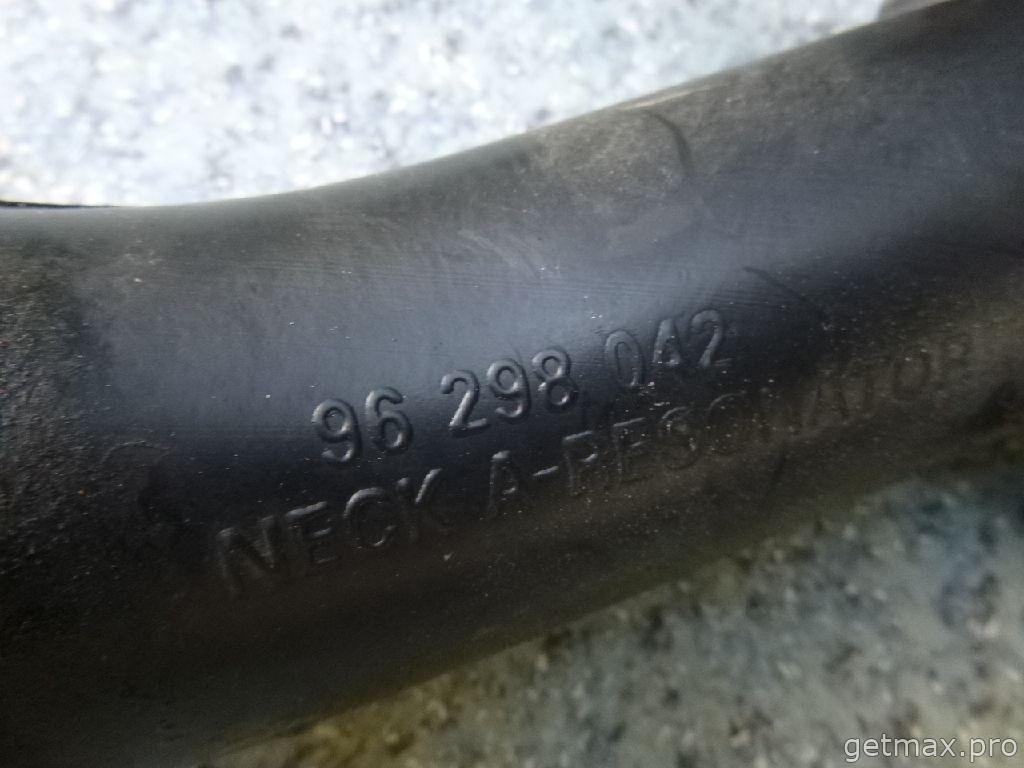 96 298 042
NECK A-RESONATOR
getmax.pro